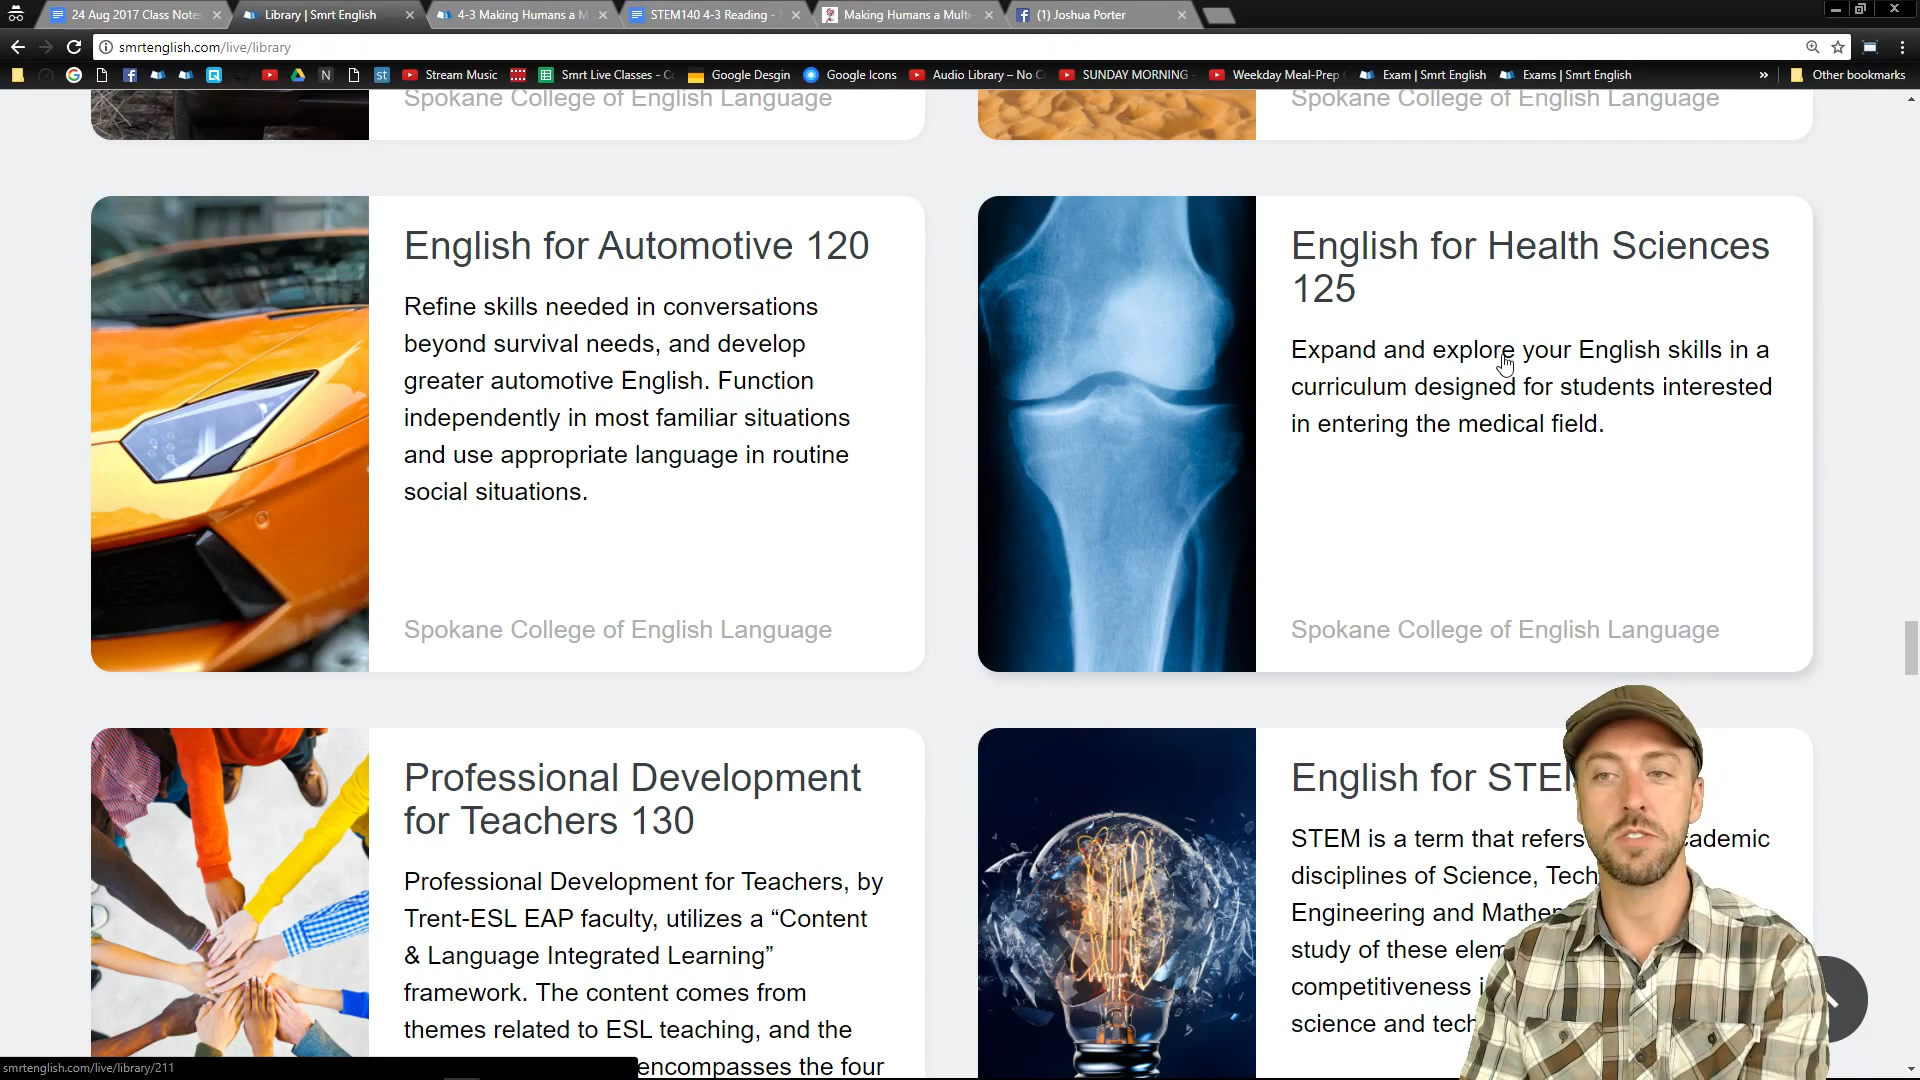 24 Aug 2017 Class Notes
Library | Smrt English
4-3 Making Humans a M
STEM140 4-3 Reading -
Making Humans a Multi
(1) Joshua Porter
smrtenglish.com/live/library
Stream Music
Smrt Live Classes - Co
Google Desgin
Google Icons
Audio Library – No C
SUNDAY MORNING
Weekday Meal-Prep
Exam | Smrt English
Exams | Smrt English
»
Other bookmarks
Spokane College of English Language
Spokane College of English Language
English for Automotive 120
Refine skills needed in conversations
beyond survival needs, and develop
greater automotive English. Function
independently in most familiar situations
and use appropriate language in routine
social situations.
Spokane College of English Language
English for Health Sciences
125
Expand and explore your English skills in a
curriculum designed for students interested
in entering the medical field.
Spokane College of English Language
Professional Development
for Teachers 130
Professional Development for Teachers, by
Trent-ESL EAP faculty, utilizes a “Content
& Language Integrated Learning”
framework. The content comes from
themes related to ESL teaching, and the
encompasses the four
English for STE
STEM is a term that refers cademic
disciplines of Science, Tech
Engineering and Mathe
study of these elem
competitiveness i
science and tech
smrtenglish.com/live/library/211